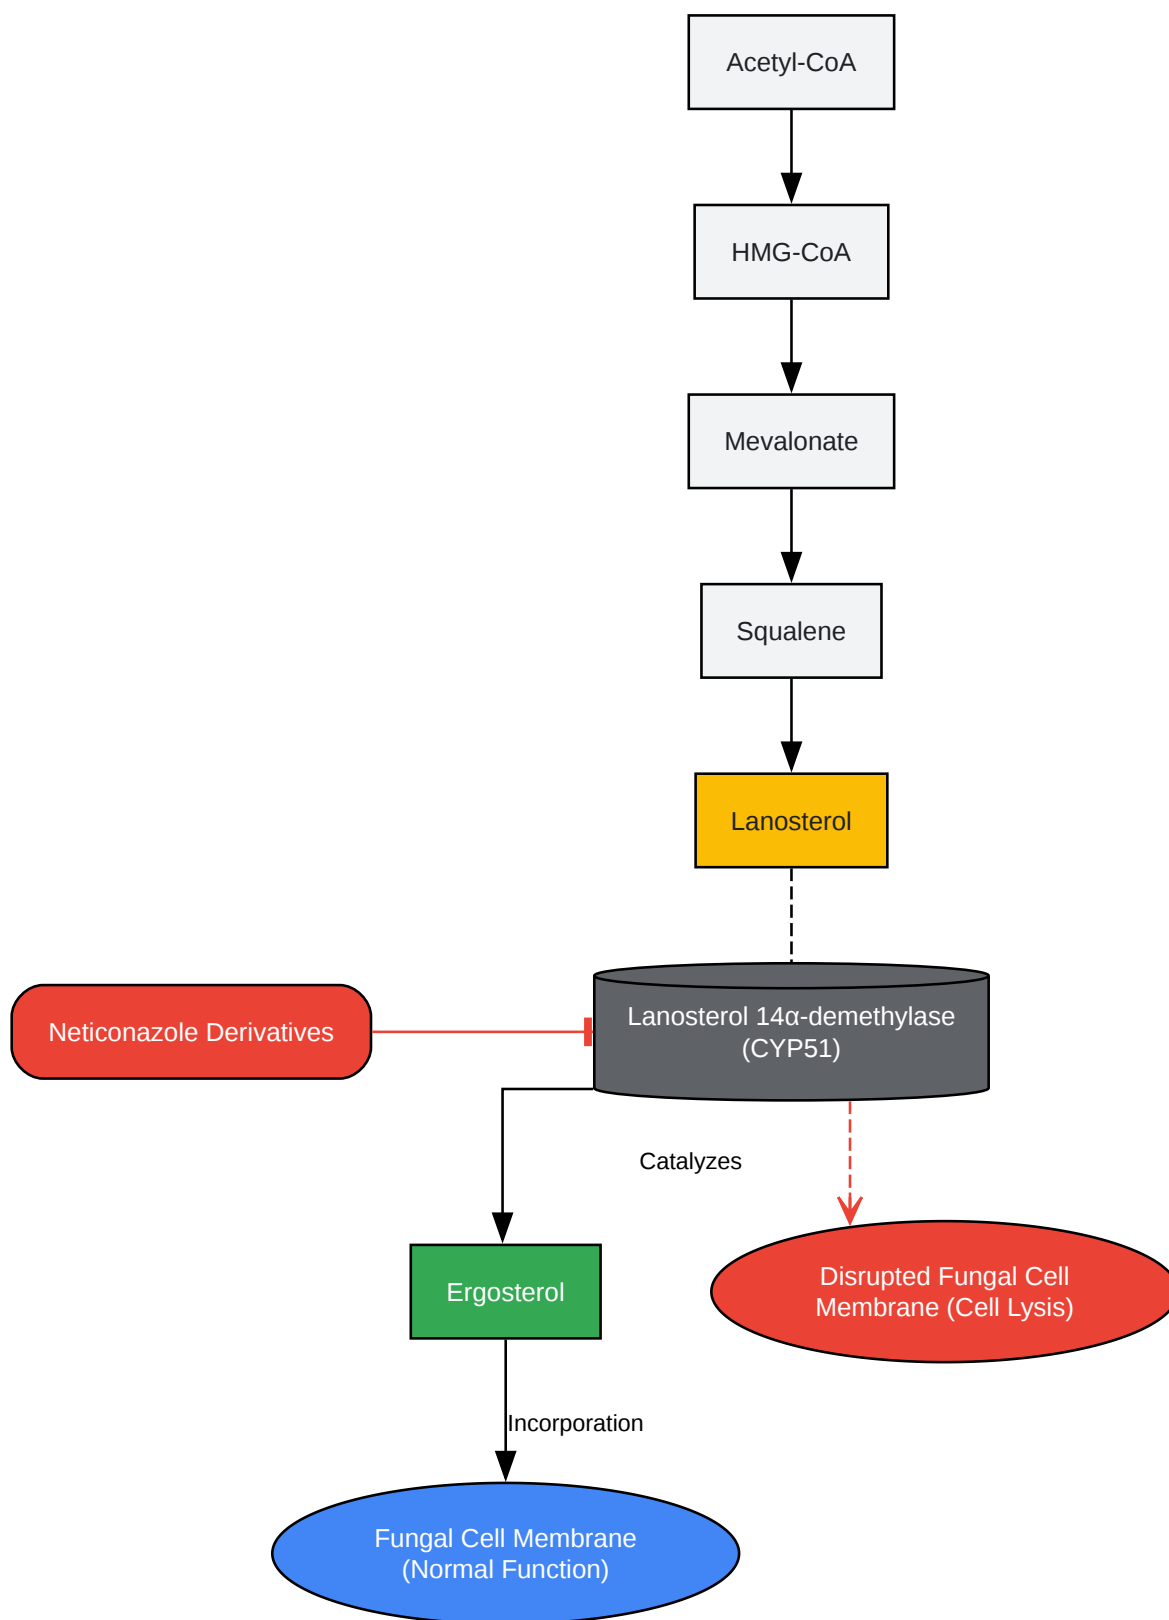 Acetyl-CoA
HMG-CoA
Mevalonate
Squalene
Lanosterol
Neticonazole Derivatives
Lanosterol 14α-demethylase
(CYP51)
Catalyzes
Ergosterol
Disrupted Fungal Cell
Membrane (Cell Lysis)
Incorporation
Fungal Cell Membrane
(Normal Function)